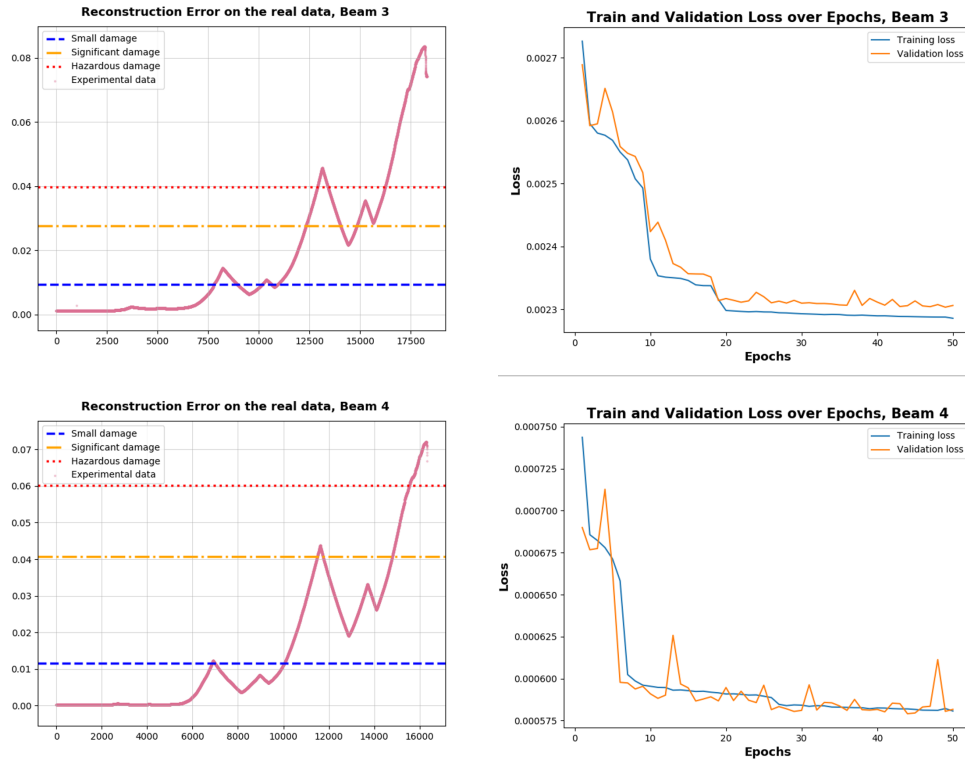 Reconstruction Error on the real data, Beam 3
Small damage
Significant damage
Hazardous damage
Experimental data
0.08
0.06
0.04
0.02
0.00
0
2500
5000
7500
10000
12500
15000
17500
Train and Validation Loss over Epochs, Beam 3
Training loss
Validation loss
0.0027
0.0026
0.0025
0.0024
0.0023
Loss
0
10
20
30
40
50
Epochs
Reconstruction Error on the real data, Beam 4
Small damage
Significant damage
Hazardous damage
Experimental data
0.07
0.06
0.05
0.04
0.03
0.02
0.01
0.00
0
2000
4000
6000
8000
10000
12000
14000
16000
Train and Validation Loss over Epochs, Beam 4
Training loss
Validation loss
0.000750
0.000725
0.000700
0.000675
0.000650
0.000625
0.000600
0.000575
Loss
0
10
20
30
40
50
Epochs